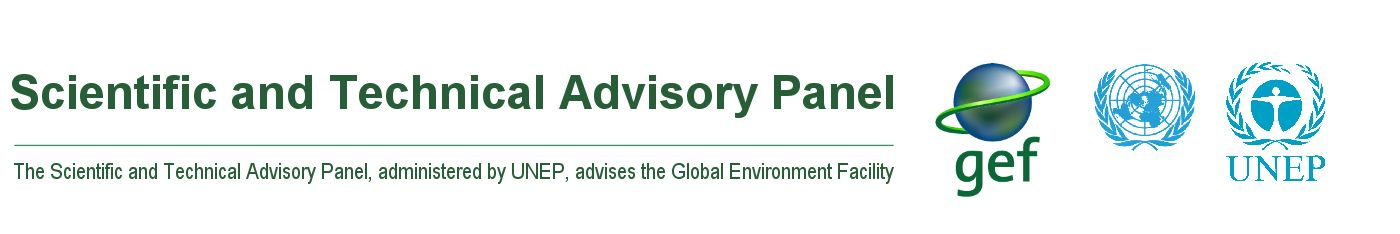 Scientific and Technical Advisory Panel
The Scientific and Technical Advisory Panel, administered by UNEP, advises the Global Environment Facility
gef
UNEP